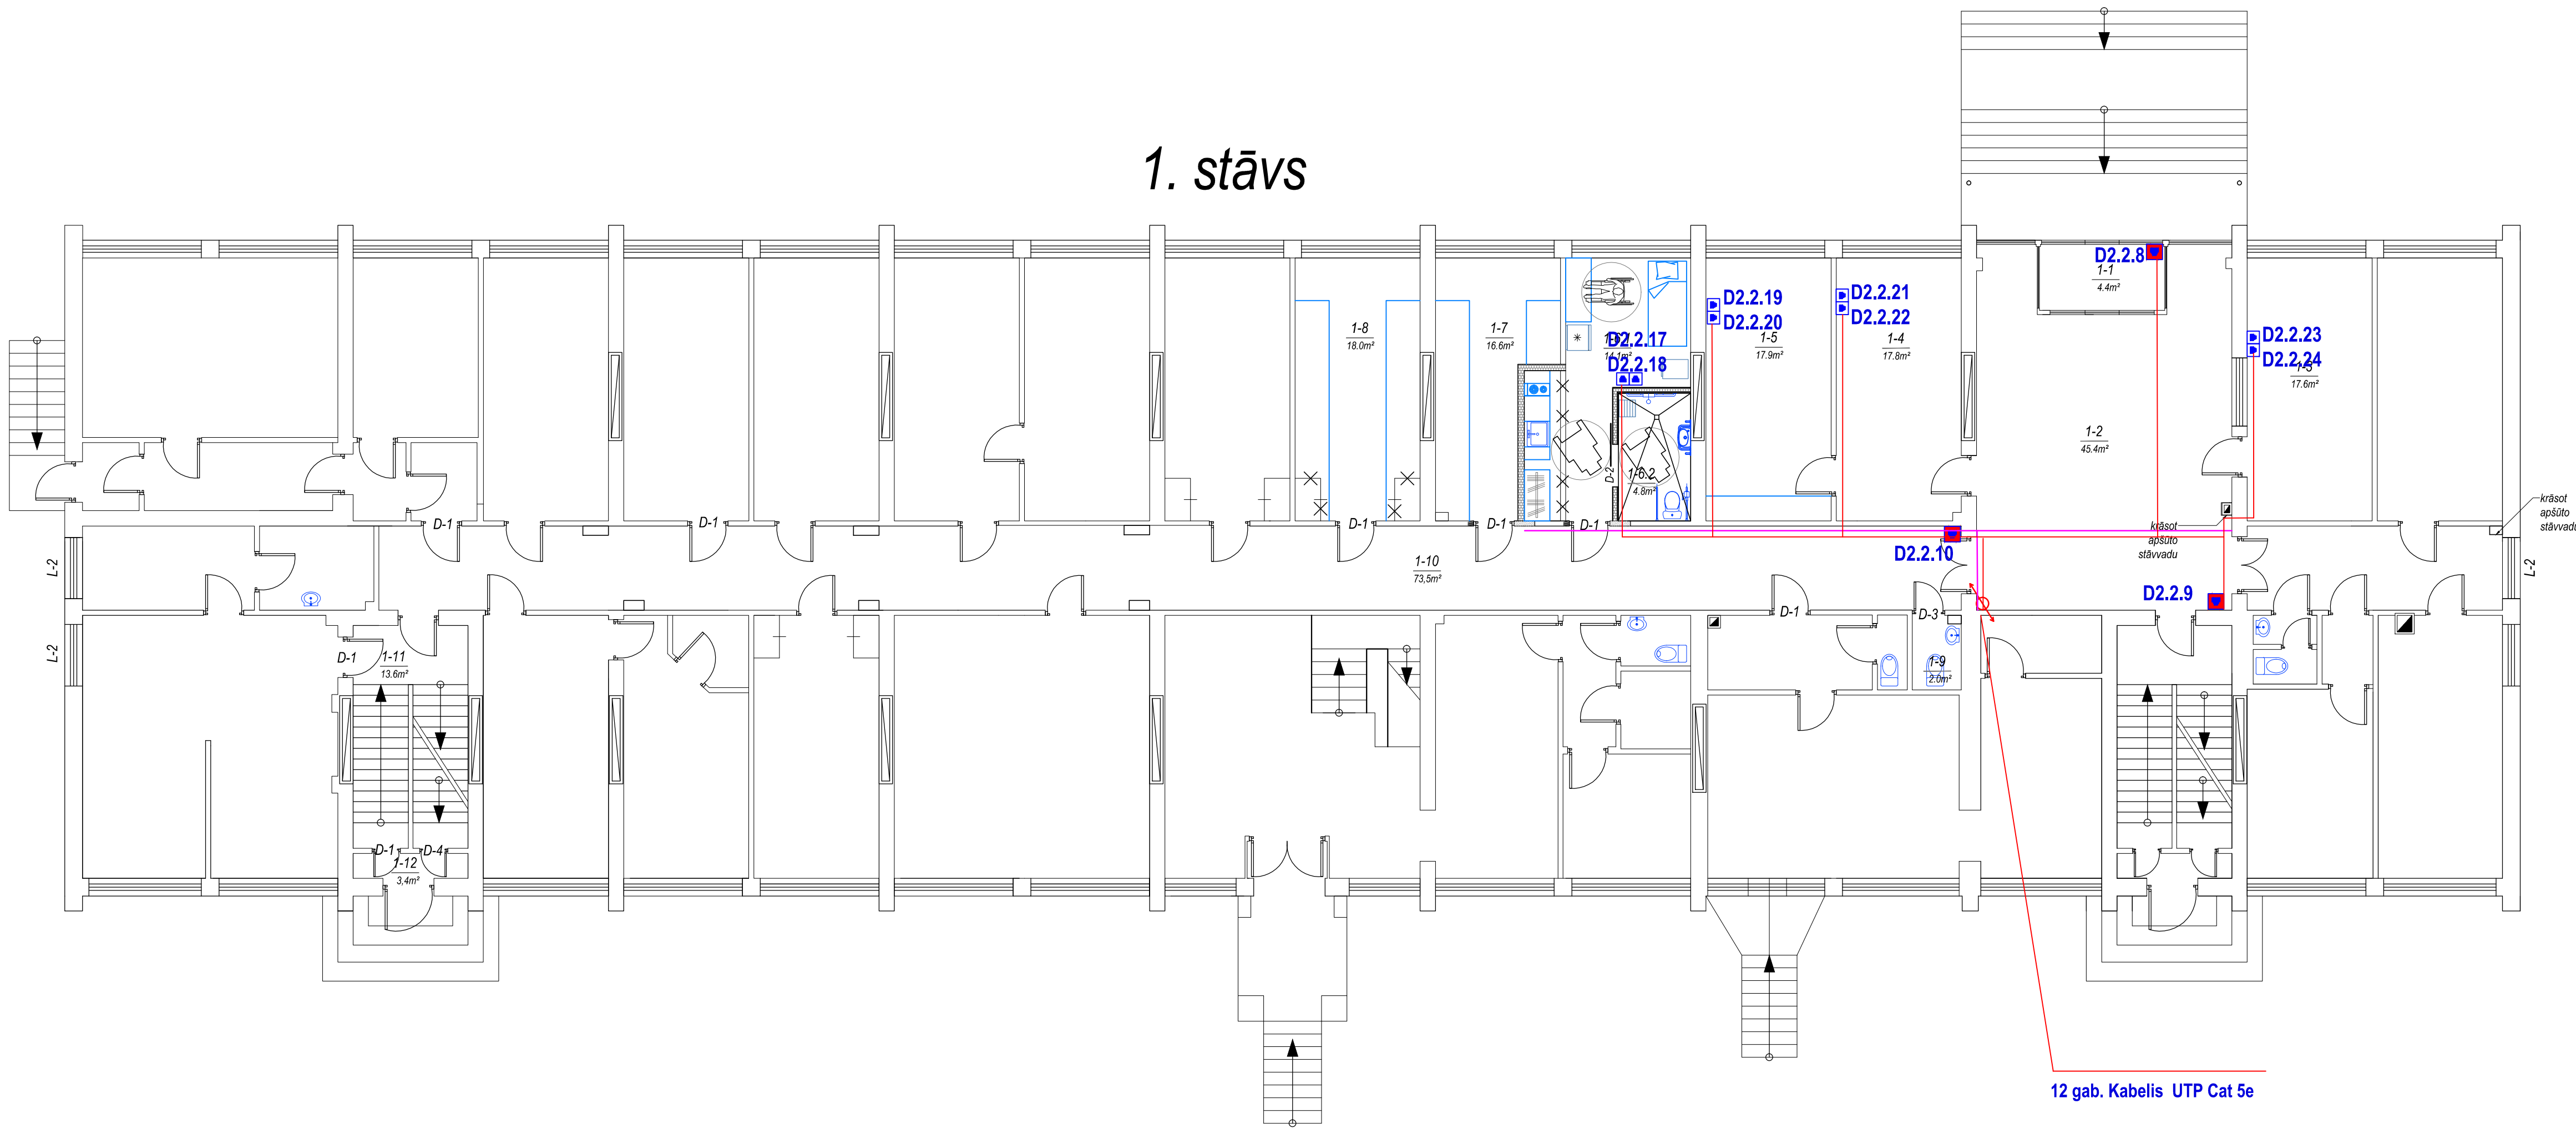 1. stāvs
D2.2.8
1-1
4.4m²
D2.2.19
D2.2.20
1-5
17.9m²
D2.2.21
D2.2.22
1-4
17.8m²
D2.2.23
D2.2.24
17.6m²
1-8
18.0m²
1-7
16.6m²
D2.2.17
14.1m²
D2.2.18
1-2
45.4m²
D-2
1-6.2
4.8m²
krāsot
apšūto
stāvvadu
krāsot
apšūto
D-1
D-1
D-1
D-1
D-1
D2.2.10
1-10
73,5m²
L-2
L-2
D2.2.9
D-1
D-3
L-2
D-1
1-11
13.6m²
1-9
2.0m²
D-1
D-4
1-12
3,4m²
12 gab. Kabelis UTP Cat 5e